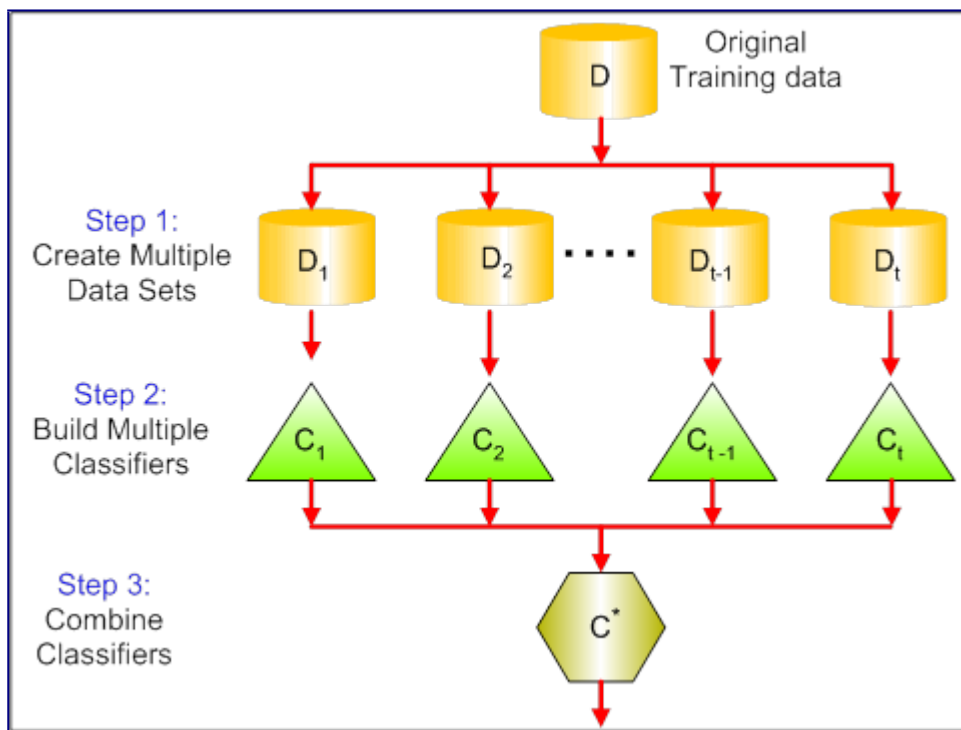 D
Original
Training data
Step 1:
Create Multiple
Data Sets
D₁
D₂
....
Dₜ₋₁
Dₜ
Step 2:
Build Multiple
Classifiers
C₁
C₂
Cₜ₋₁
Cₜ
Step 3:
Combine
Classifiers
C*